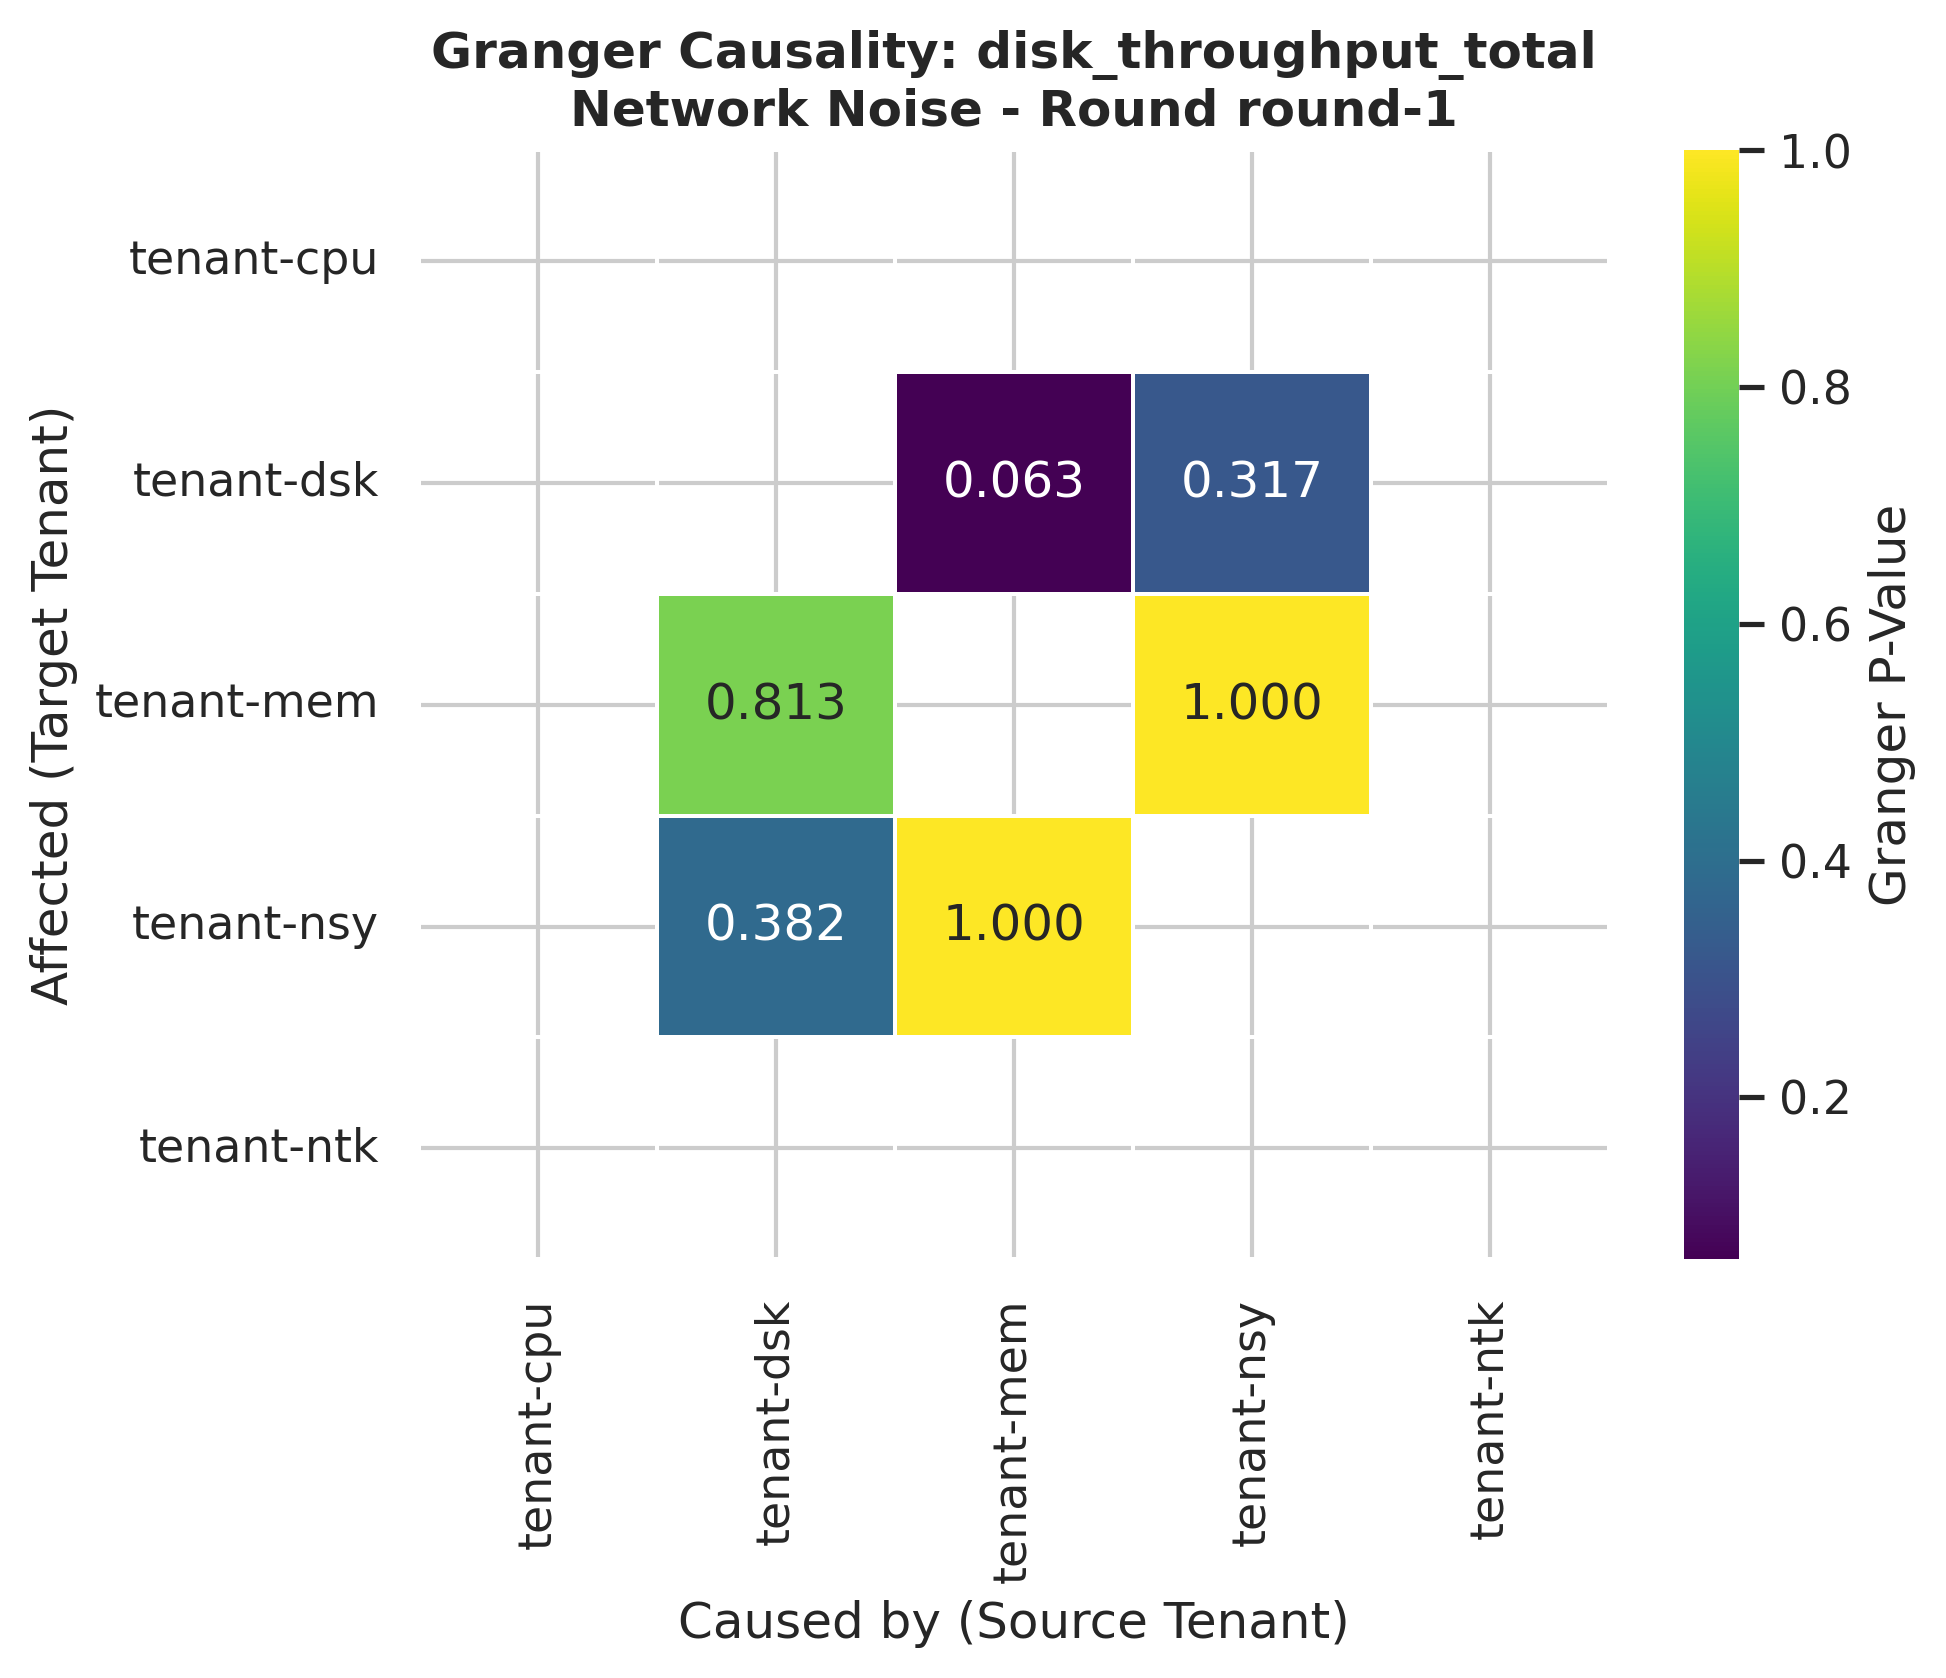 Granger Causality: disk_throughput_total
Network Noise - Round round-1
Affected (Target Tenant)
tenant-cpu
tenant-dsk
tenant-mem
tenant-nsy
tenant-ntk
0.063 0.317
0.813 1.000
0.382 1.000
tenant-cpu
tenant-dsk
tenant-mem
tenant-nsy
tenant-ntk
Caused by (Source Tenant)
1.0
0.8
0.6
0.4
0.2
Granger P-Value